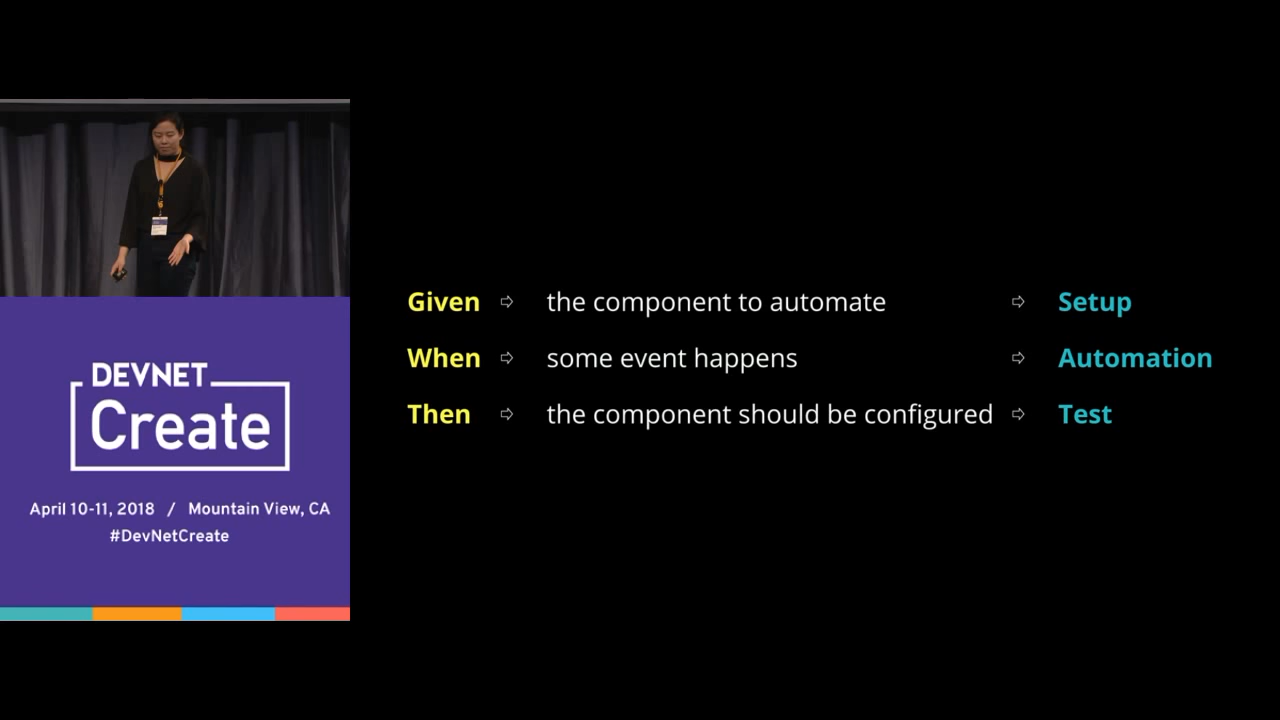 DEVNET
Create
April 10-11, 2018 / Mountain View, CA
#DevNetCreate
Given ⇨ the component to automate ⇨ Setup
When ⇨ some event happens ⇨ Automation
Then ⇨ the component should be configured ⇨ Test